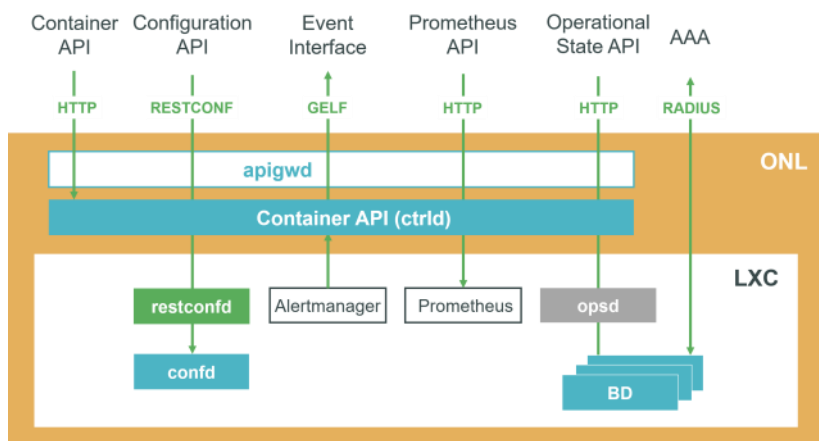 Container
API
Configuration
API
Event
Interface
Prometheus
API
Operational
State API
AAA
HTTP
RESTCONF
GELF
HTTP
HTTP
RADIUS
ONL
apigwd
Container API (ctrld)
LXC
restconfd
Alertmanager
Prometheus
opsd
confd
BD